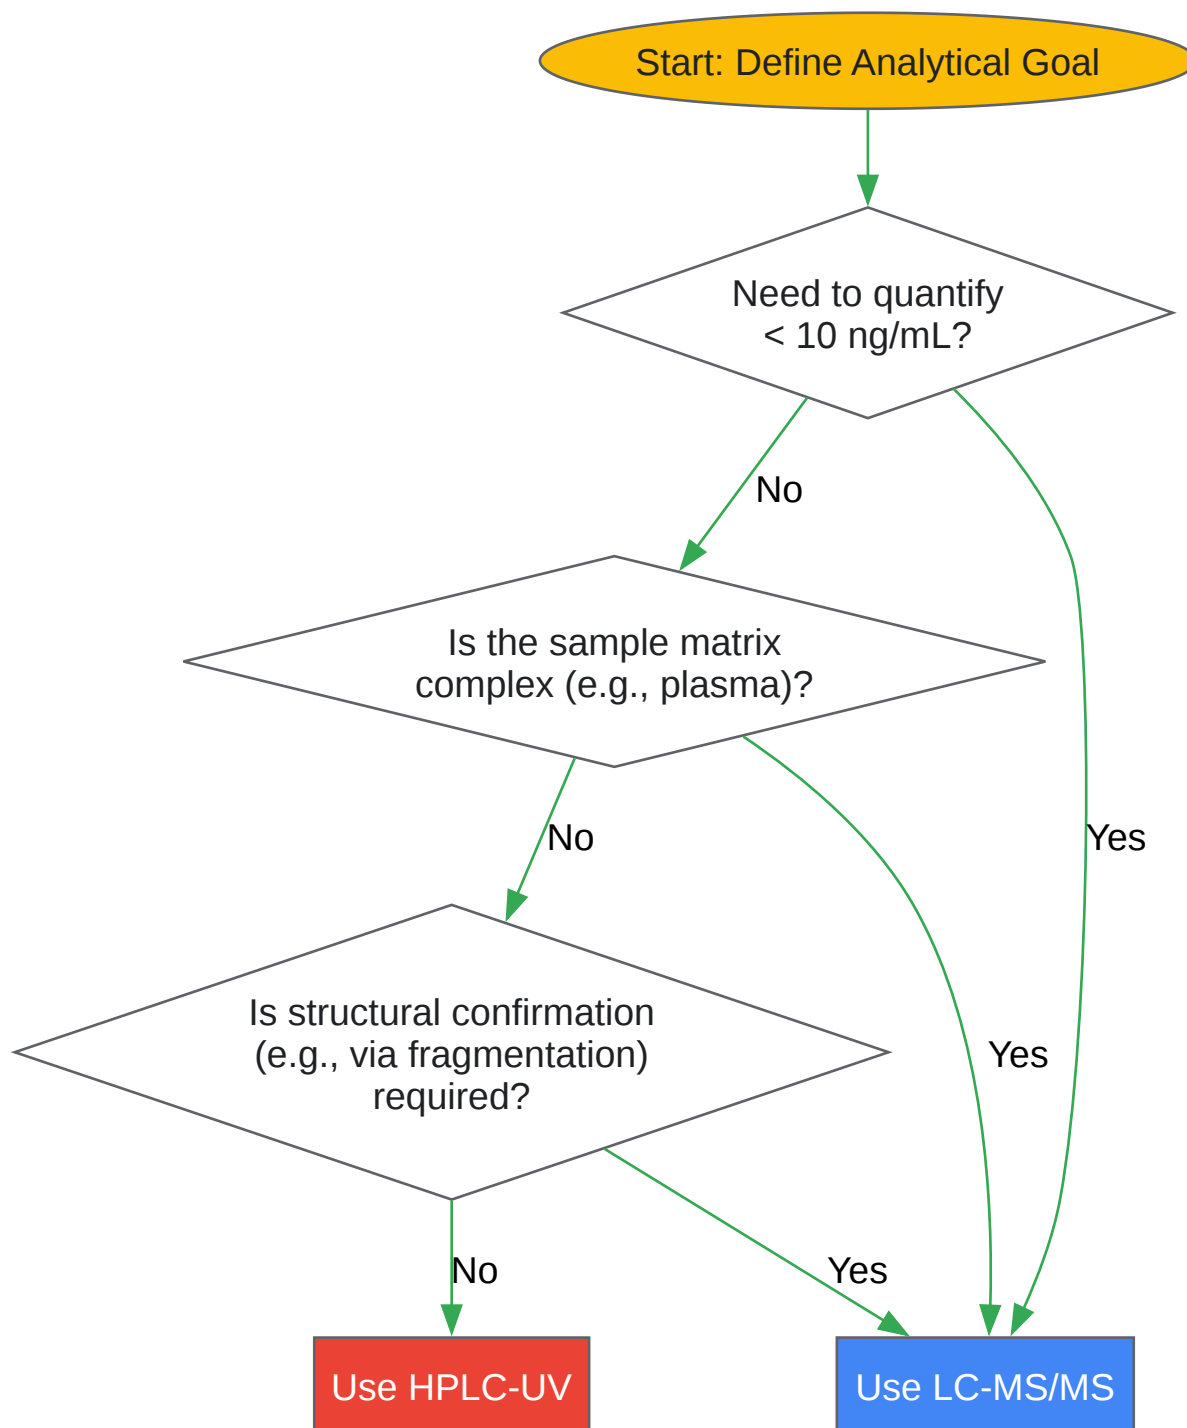 Start: Define Analytical Goal
Need to quantify
< 10 ng/mL?
No
Is the sample matrix
complex (e.g., plasma)?
No
Yes
Is structural confirmation
(e.g., via fragmentation)
required?
Yes
No
Yes
Use HPLC-UV
Use LC-MS/MS